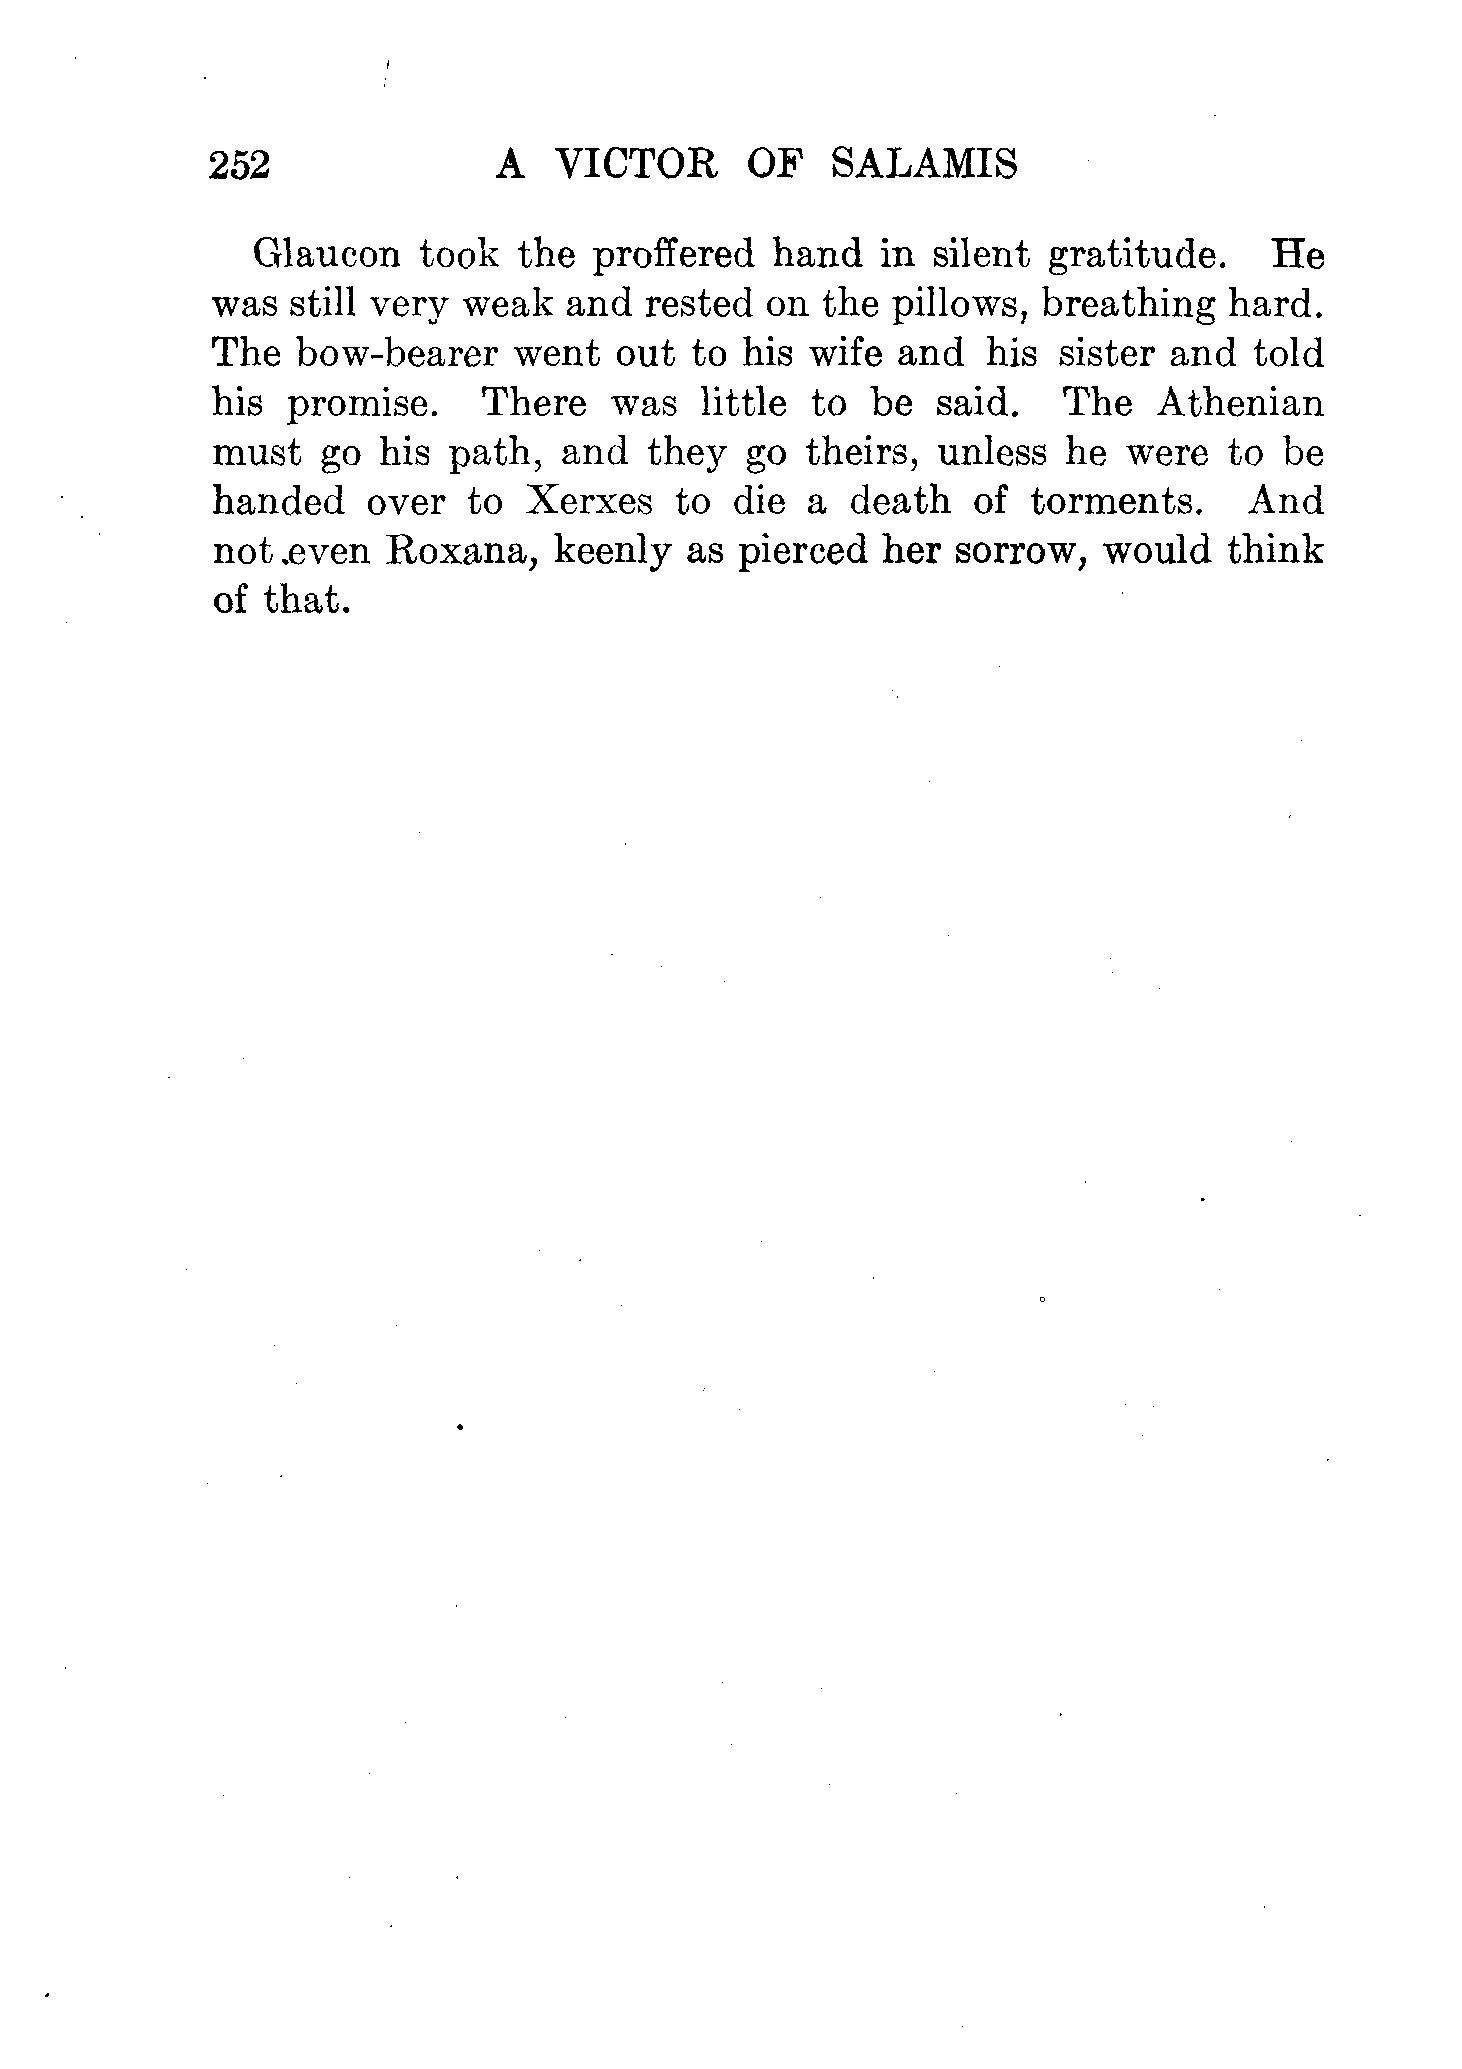 252 A VICTOR OF SALAMIS
Glaucon took the proffered hand in silent gratitude. He
was still very weak and rested on the pillows, breathing hard.
The bow-bearer went out to his wife and his sister and told
his promise. There was little to be said. The Athenian
must go his path, and they go theirs, unless he were to be
handed over to Xerxes to die a death of torments. And
not even Roxana, keenly as pierced her sorrow, would think
of that.